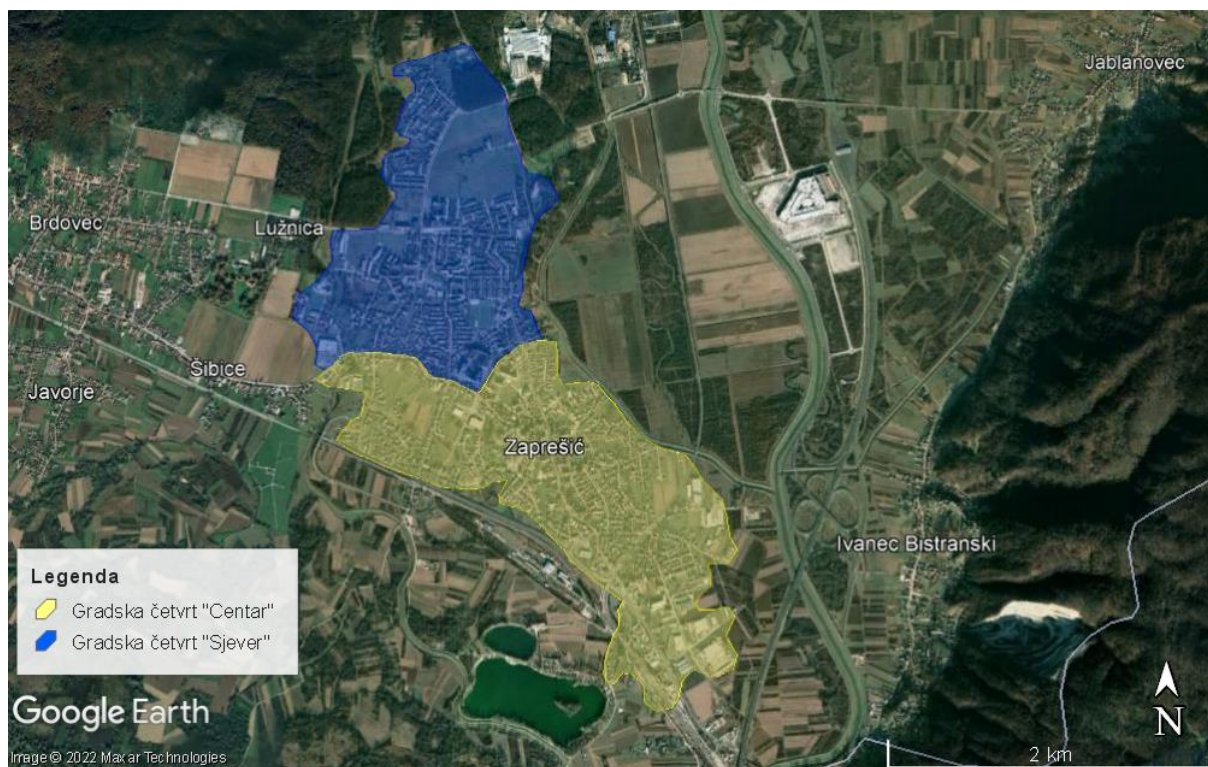 Jablanovec
Brdovec
Lužnica
Šibice
Javorje
Zaprešić
Ivanec Bistranski
Legenda
Gradska četvrt "Centar"
Gradska četvrt "Sjever"
Google Earth
N
Image © 2022 Maxar Technologies
2 km